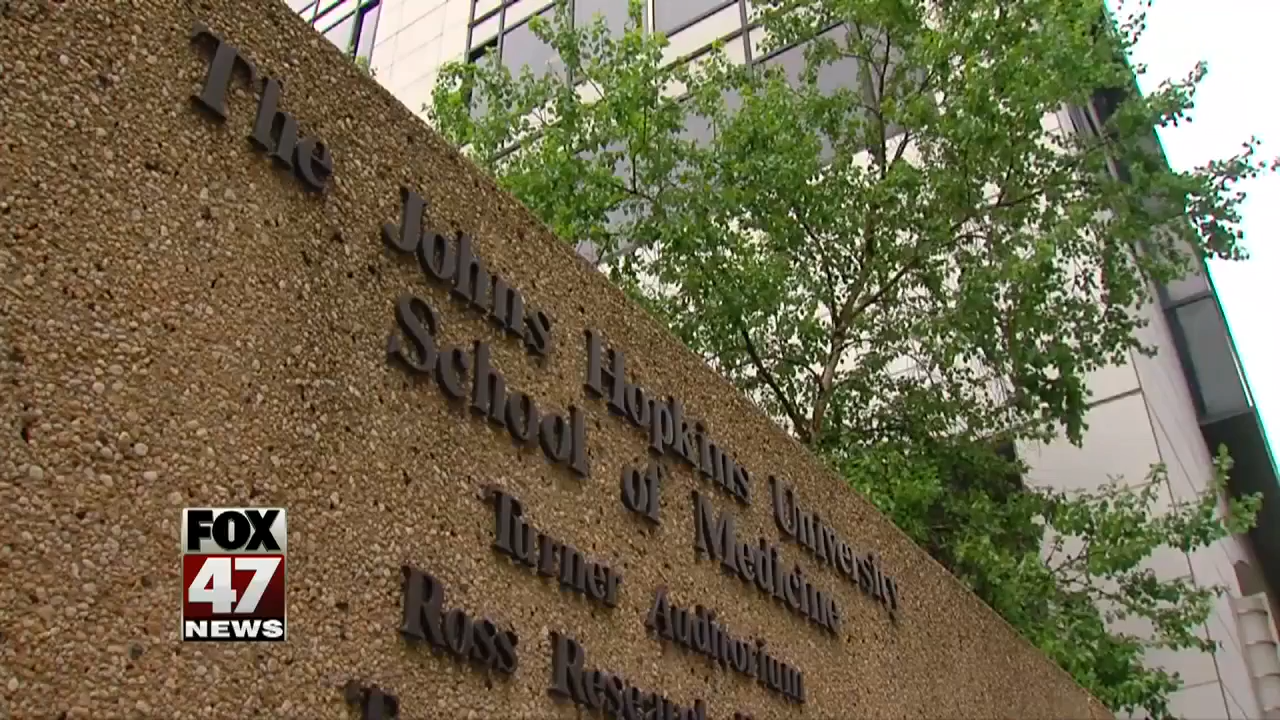 The Johns Hopkins University
School of Medicine
Turner Auditorium
Ross Research
FOX
47
NEWS